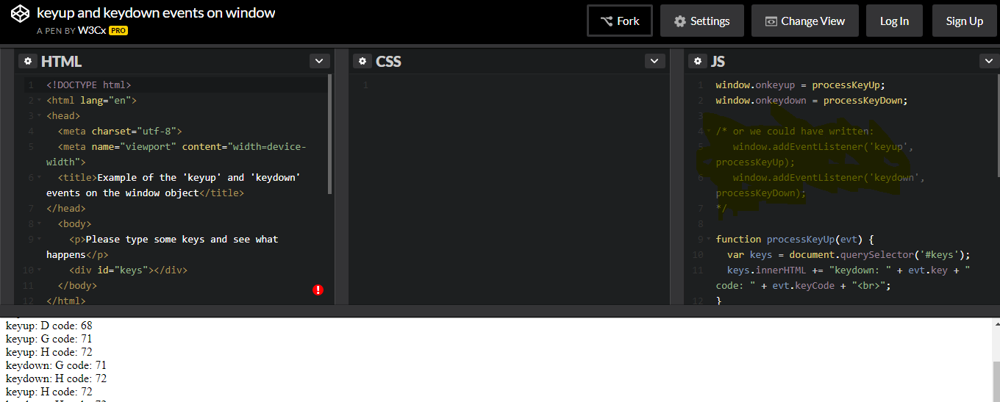 keyup and keydown events on window
A PEN BY W3Cx PRO
Fork
Settings
Change View
Log In
Sign Up
HTML
1 <!DOCTYPE html>
2 <html lang="en">
3 <head>
4 <meta charset="utf-8">
5 <meta name="viewport" content="width=device-
width">
6 <title>Example of the 'keyup' and 'keydown'
events on the window object</title>
7 </head>
8 <body>
9 <p>Please type some keys and see what
happens</p>
10 <div id="keys"></div>
11 </body>
12 </html>
CSS
1
JS
1 window.onkeyup = processKeyUp;
2 window.onkeydown = processKeyDown;
3
4 /* or we could have written:
5 window.addEventListener('keyup',
processKeyUp);
6 window.addEventListener('keydown',
processKeyDown);
7 */
8
9 function processKeyUp(evt) {
10 var keys = document.querySelector('#keys');
11 keys.innerHTML += "keydown: " + evt.key + "
code: " + evt.keyCode + "<br>";
12 }
keyup: D code: 68
keyup: G code: 71
keyup: H code: 72
keydown: G code: 71
keydown: H code: 72
keyup: H code: 72